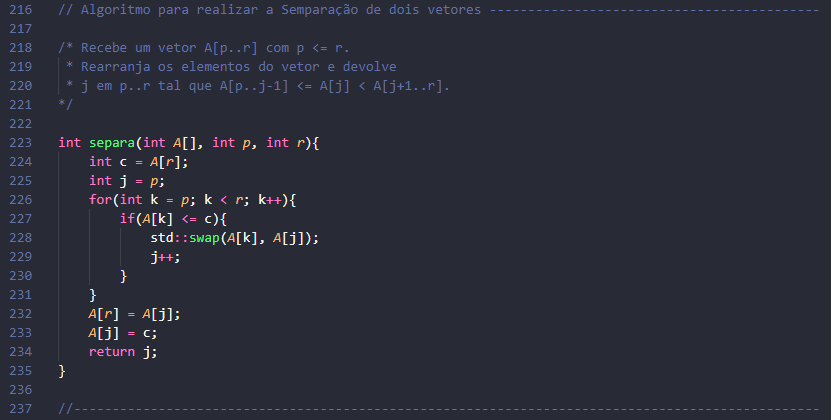 216 // Algoritmo para realizar a Semparação de dois vetores ------------------------------------------
217
218 /* Recebe um vetor A[p..r] com p <= r.
219  * Rearranja os elementos do vetor e devolve
220  * j em p..r tal que A[p..j-1] <= A[j] < A[j+1..r].
221 */
222
223 int separa(int A[], int p, int r){
224     int c = A[r];
225     int j = p;
226     for(int k = p; k < r; k++){
227         if(A[k] <= c){
228             std::swap(A[k], A[j]);
229             j++;
230         }
231     }
232     A[r] = A[j];
233     A[j] = c;
234     return j;
235 }
236
237 //-------------------------------------------------------------------------------------------------